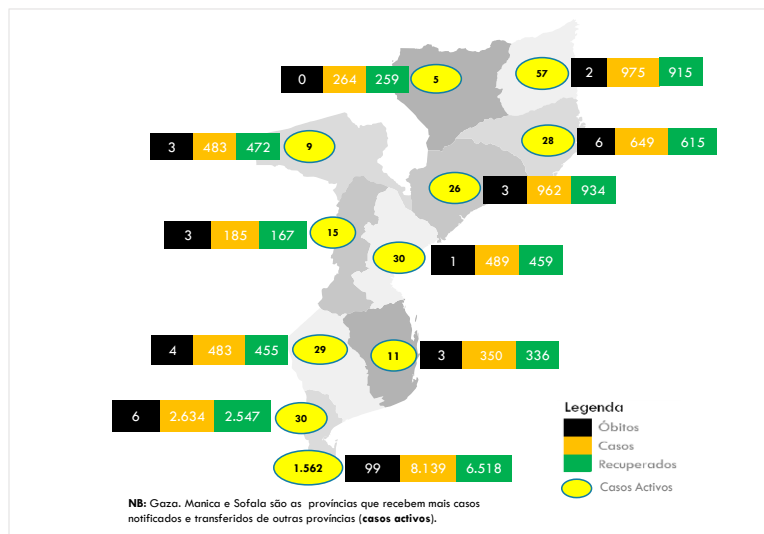 0 264 259 5
57 2 975 915
3 483 472 9
28 6 649 615
26 3 962 934
3 185 167 15
30 1 489 459
4 483 455 29
11 3 350 336
6 2.634 2.547 30
1.562 99 8.139 6.518
Legenda
Óbitos
Casos
Recuperados
Casos Activos
NB: Gaza. Manica e Sofala são as províncias que recebem mais casos
notificados e transferidos de outras províncias (casos activos).